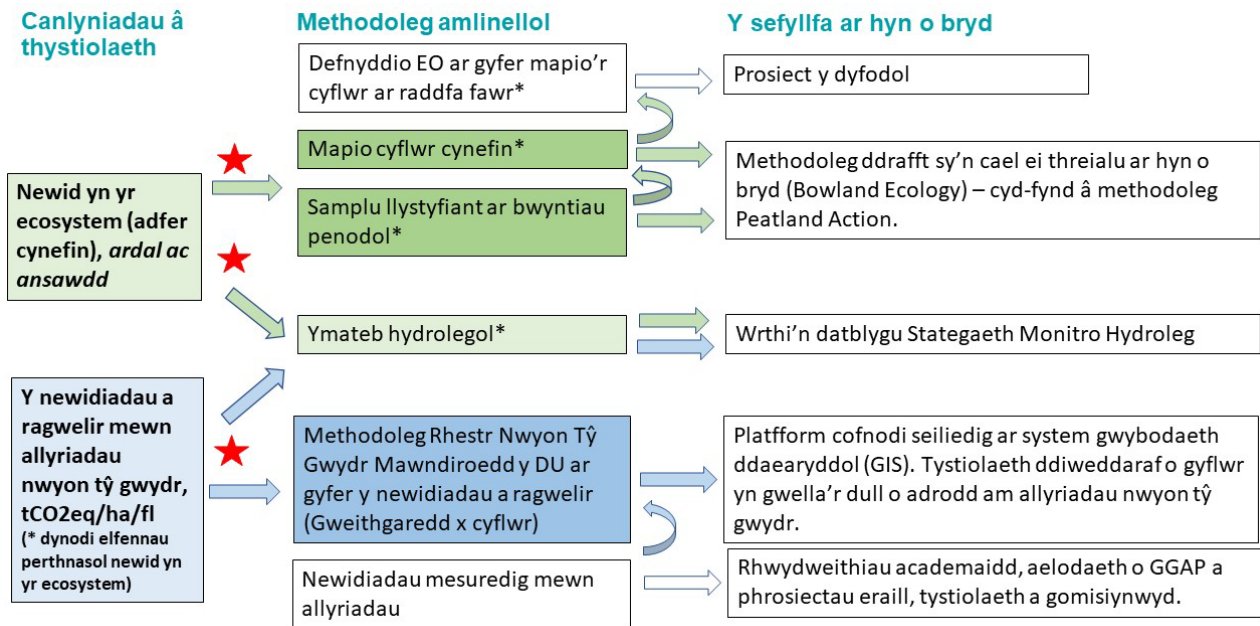 Canlyniadau â
thystiolaeth
Methodoleg amlinellol
Y sefyllfa ar hyn o bryd
Defnyddio EO ar gyfer mapio’r
cyflwr ar raddfa fawr*
Prosiect y dyfodol
Mapio cyflwr cynefin*
Samplu llystyfiant ar bwyntiau
penodol*
Methodoleg ddrafft sy’n cael ei threialu ar hyn o
bryd (Bowland Ecology) – cyd-fynd â methodoleg
Peatland Action.
Newid yn yr
ecosystem (adfer
cynefin), ardal ac
ansawdd
Ymateb hydrolegol*
Wrthi’n datblygu Stategaeth Monitro Hydroleg
Y newidiadau a
ragwelir mewn
allyriadau
nwyon tŷ gwydr,
tCO2eq/ha/fl
(* dynodi elfennau
perthnasol newid yn
yr ecosystem)
Methodoleg Rhestr Nwyon Tŷ
Gwydr Mawndiroedd y DU ar
gyfer y newidiadau a ragwelir
(Gweithgaredd x cyflwr)
Platfform cofnodi seiliedig ar system gwybodaeth
ddaearyddol (GIS). Tystiolaeth ddiweddaraf o gyflwr
yn gwella’r dull o adrodd am allyriadau nwyon tŷ
gwydr.
Newidiadau mesuredig mewn
allyriadau
Rhwydweithiau academaidd, aelodaeth o GGAP a
phrosiectau eraill, tystiolaeth a gomisiynwyd.